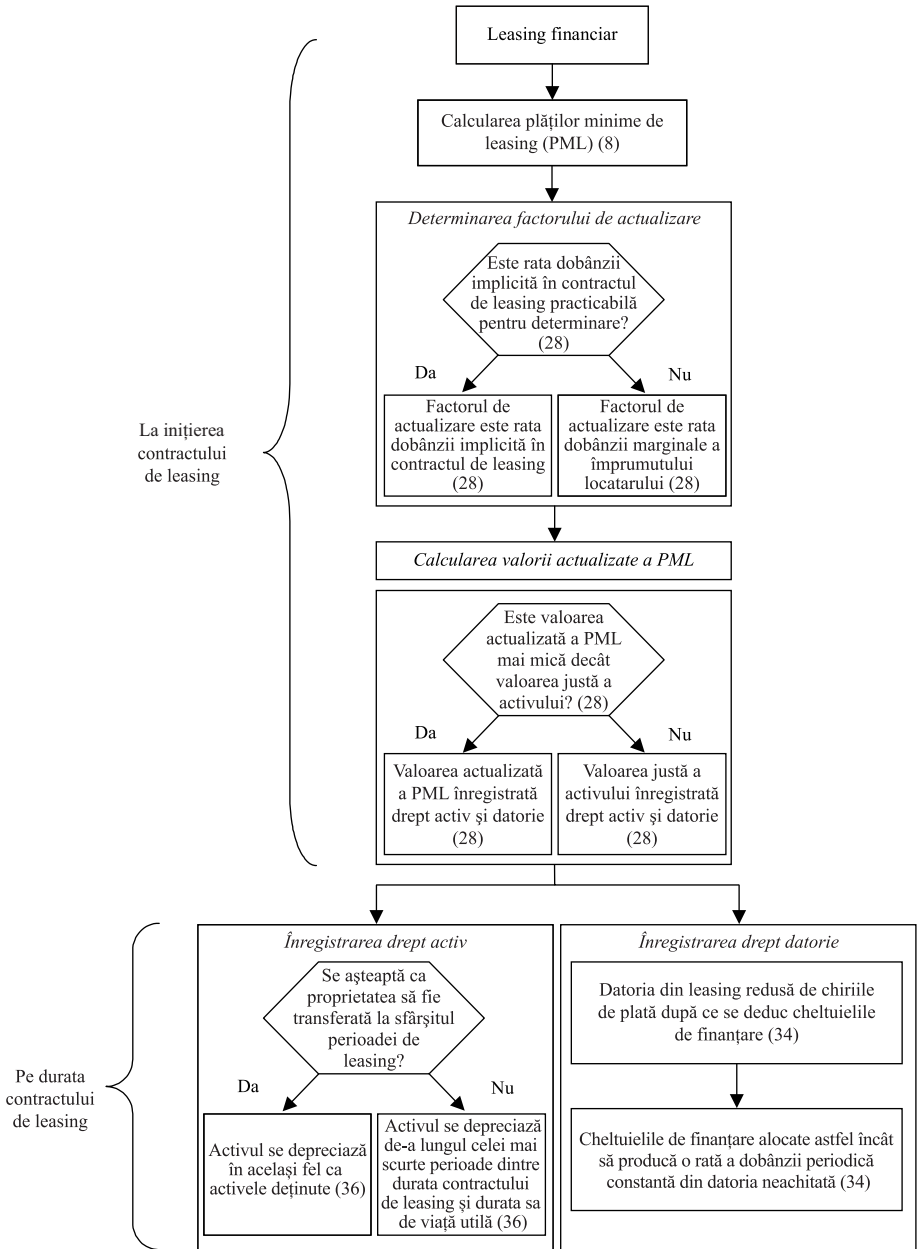 Leasing financiar
Calcularea plăților minime de
leasing (PML) (8)
Determinarea factorului de actualizare
Este rata dobânzii
implicită în contractul
de leasing practicabilă
pentru determinare?
(28)
Da
Nu
Factorul de
actualizare este rata
dobânzii implicită în
contractul de leasing
(28)
Factorul de
actualizare este rata
dobânzii marginale a
împrumutului
locatarului (28)
La inițierea
contractului
de leasing
Calcularea valorii actualizate a PML
Este valoarea
actualizată a PML
mai mică decât
valoarea justă a
activului? (28)
Da
Nu
Valoarea actualizată
a PML înregistrată
drept activ şi datorie
(28)
Valoarea justă a
activului înregistrată
drept activ şi datorie
(28)
Înregistrarea drept activ
Se aşteaptă ca
proprietatea să fie
transferată la sfârşitul
perioadei de
leasing?
Da
Nu
Activul se depreciază
în același fel ca
activele deținute (36)
Activul se depreciază
de-a lungul celei mai
scurte perioade dintre
durata contractului
de leasing și durata sa
de viață utilă (36)
Pe durata
contractului
de leasing
Înregistrarea drept datorie
Datoria din leasing redusă de chiriile
de plată după ce se deduc cheltuielile
de finanțare (34)
Cheltuielile de finanțare alocate astfel încât
să producă o rată a dobânzii periodică
constantă din datoria neachitată (34)